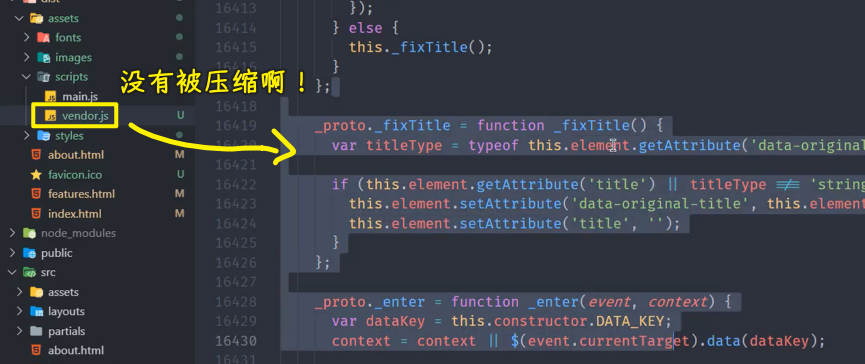 dist
assets
fonts
images
scripts
main.js
vendor.js U
styles
about.html M
favicon.ico U
features.html M
index.html M
node_modules
public
src
assets
layouts
partials
about.html
没有被压缩啊！
16413 });
16414 } else {
16415 this._fixTitle();
16416 }
16417 };
16418
16419 _proto._fixTitle = function _fixTitle() {
16420 var titleType = typeof this.element.getAttribute('data-original
16421
16422 if (this.element.getAttribute('title') || titleType !== 'string
16423 this.element.setAttribute('data-original-title', this.element
16424 this.element.setAttribute('title', '');
16425 }
16426 };
16427
16428 _proto._enter = function _enter(event, context) {
16429 var dataKey = this.constructor.DATA_KEY;
16430 context = context || $(event.currentTarget).data(dataKey);
16431